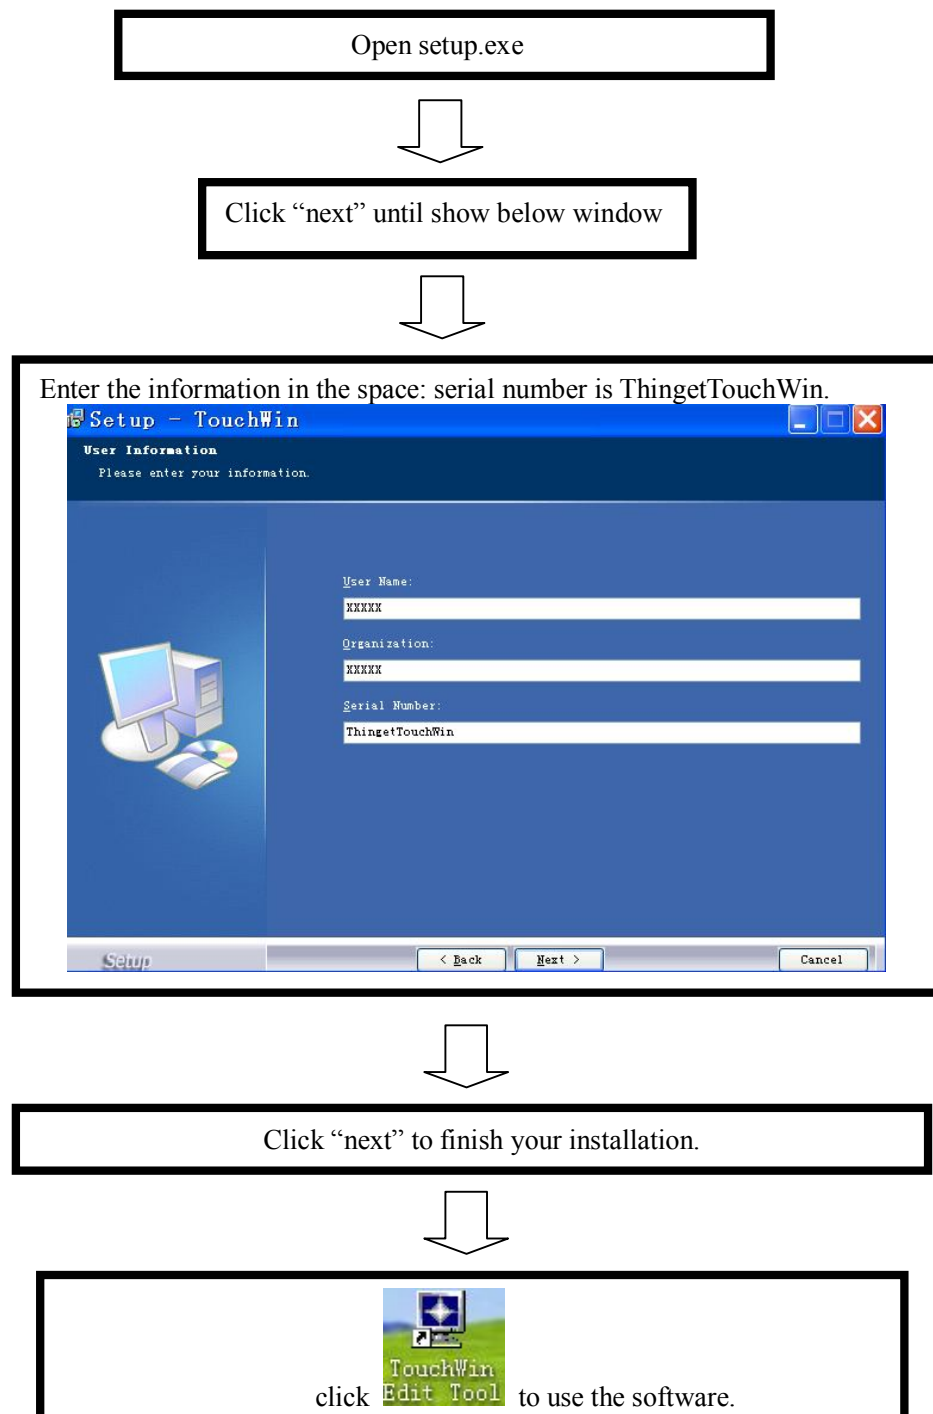 Open setup.exe
Click “next” until show below window
Enter the information in the space: serial number is ThingetTouchWin.
Setup - TouchWin
User Information
Please enter your information.
User Name:
XXXXX
Organization:
XXXXX
Serial Number:
ThingetTouchWin
Setup
< Back Next > Cancel
Click “next” to finish your installation.
TouchWin
click Edit Tool to use the software.